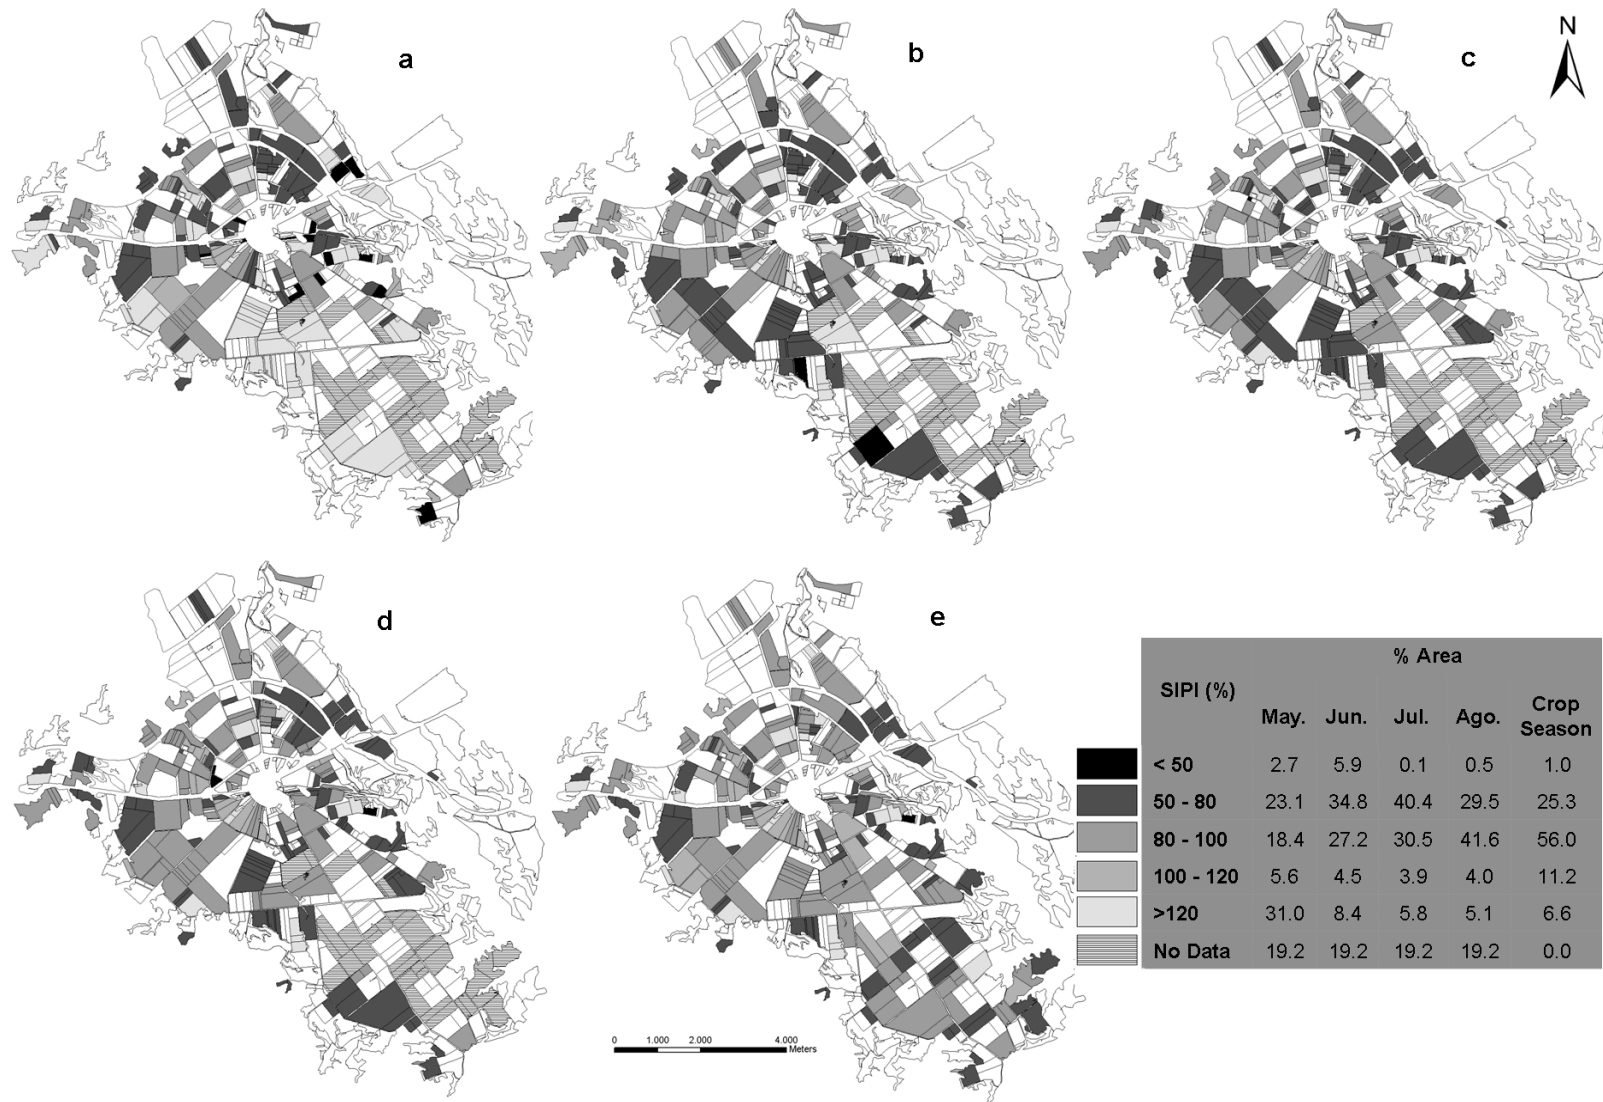 a
b
c
N
d
e
0 1.000 2.000 4.000
Meters
% Area
SIPI (%)
May. Jun. Jul. Ago. Crop Season
< 50 2.7 5.9 0.1 0.5 1.0
50 - 80 23.1 34.8 40.4 29.5 25.3
80 - 100 18.4 27.2 30.5 41.6 56.0
100 - 120 5.6 4.5 3.9 4.0 11.2
>120 31.0 8.4 5.8 5.1 6.6
No Data 19.2 19.2 19.2 19.2 0.0